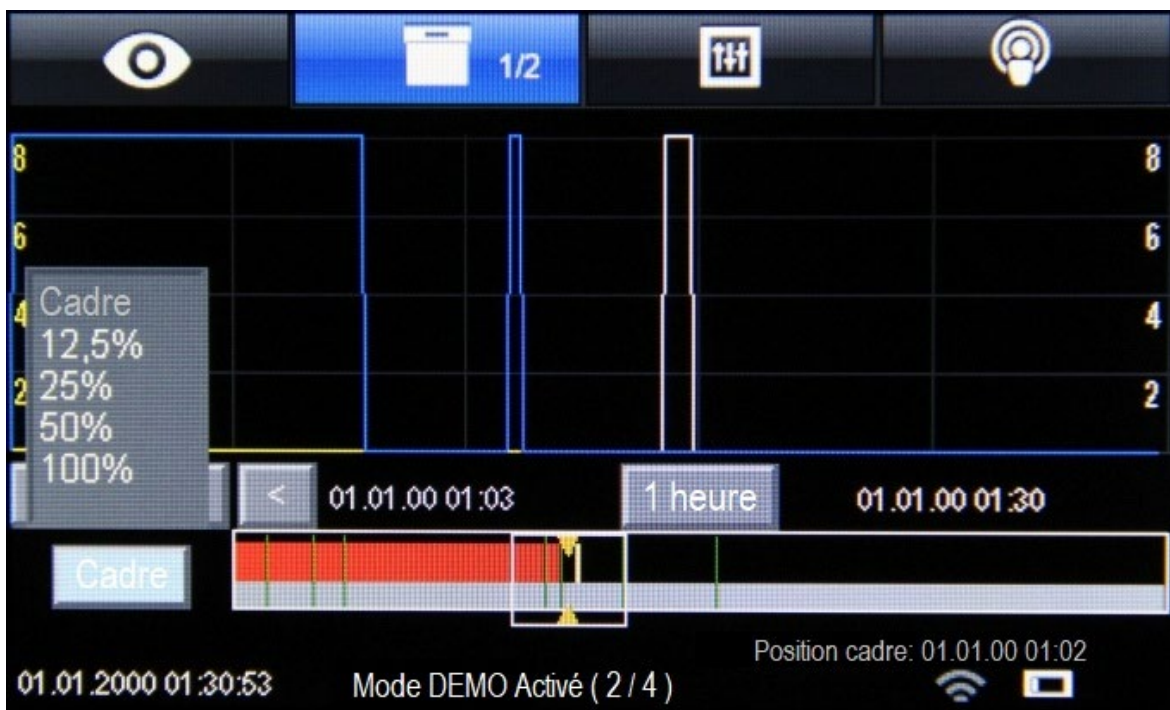 1/2
8 8
6 6
4 4
2 2
Cadre
12,5%
25%
50%
100%
< 01.01.00 01:03 1 heure 01.01.00 01:30
Cadre
Position cadre: 01.01.00 01:02
01.01.2000 01:30:53 Mode DEMO Activé ( 2 / 4 )